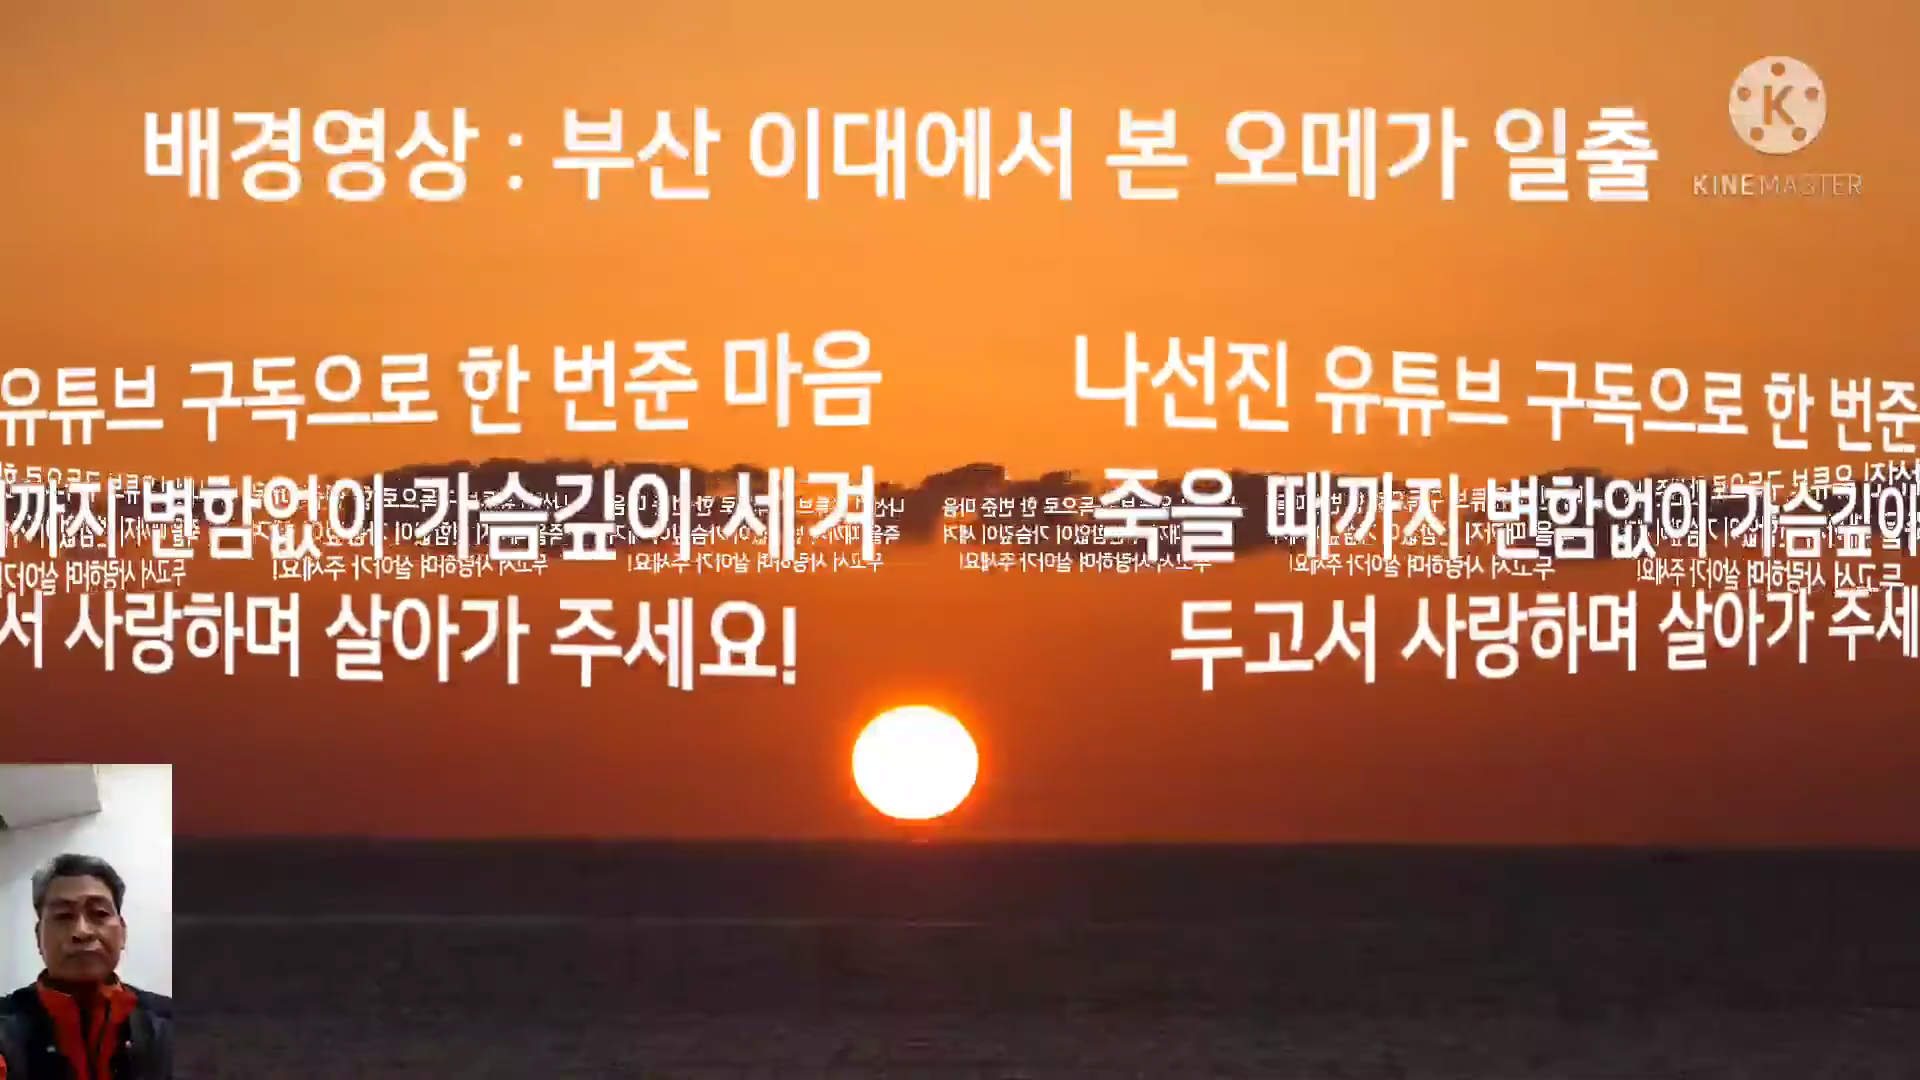 배경영상 : 부산 이대에서 본 오메가 일출
KINEMASTER
유튜브 구독으로 한 번준 마음
까지 변함없이 가슴깊이 세겨
서 사랑하며 살아가 주세요!
나선진 유튜브 구독으로 한 번준
죽을 때까지 변함없이 가슴깊이
두고서 사랑하며 살아가 주세